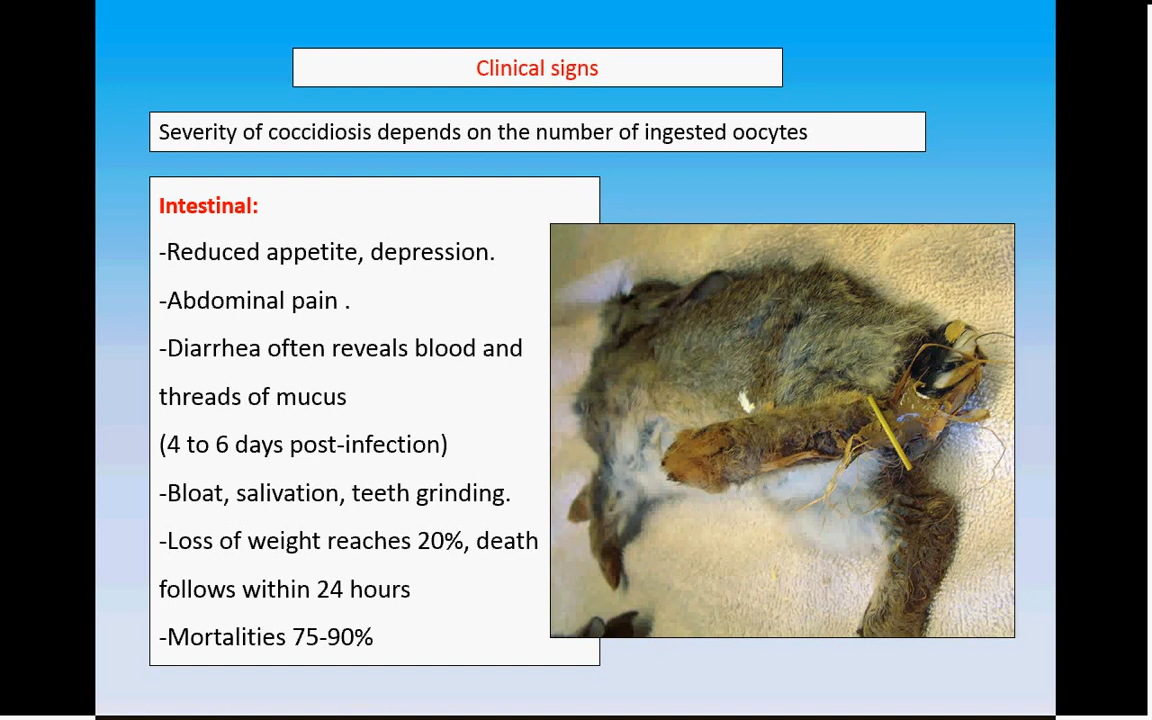 Clinical signs
Severity of coccidiosis depends on the number of ingested oocytes
Intestinal:
-Reduced appetite, depression.
-Abdominal pain .
-Diarrhea often reveals blood and
threads of mucus
(4 to 6 days post-infection)
-Bloat, salivation, teeth grinding.
-Loss of weight reaches 20%, death
follows within 24 hours
-Mortalities 75-90%